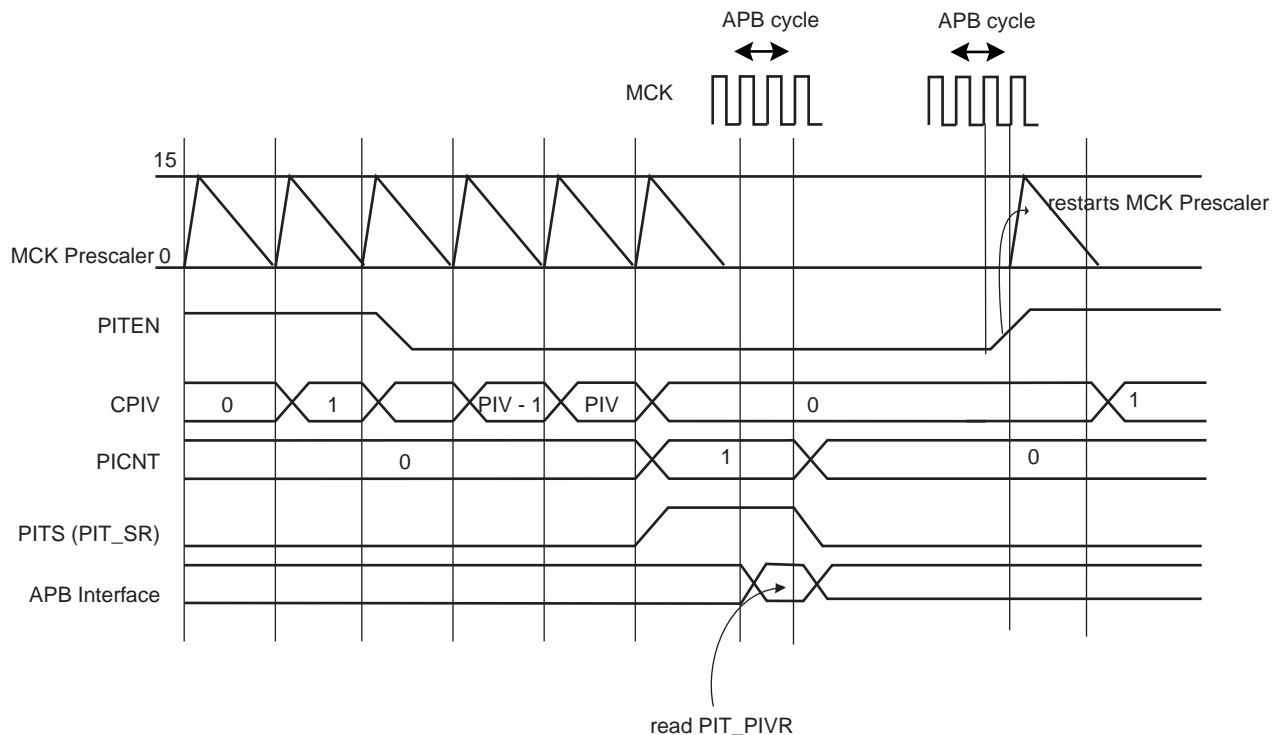 APB cycle APB cycle
MCK
15
restarts MCK Prescaler
MCK Prescaler 0
PITEN
CPIV 0 1 PIV - 1 PIV 0 1
PICNT 0 1 0
PITS (PIT_SR)
APB Interface
read PIT_PIVR